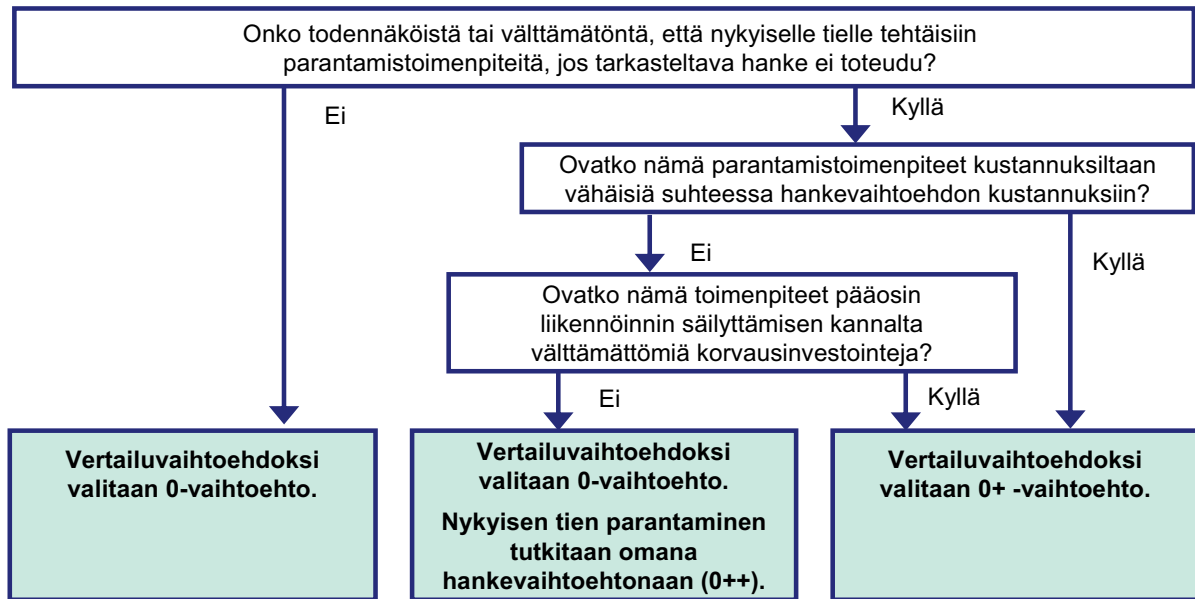 Onko todennäköistä tai välttämätöntä, että nykyiselle tielle tehtäisiin
parantamistoimenpiteitä, jos tarkasteltava hanke ei toteudu?
Ei
Kyllä
Ovatko nämä parantamistoimenpiteet kustannuksiltaan
vähäisiä suhteessa hankevaihtoehdon kustannuksiin?
Ei
Kyllä
Ovatko nämä toimenpiteet pääosin
liikennöinnin säilyttämisen kannalta
välttämättömiä korvausinvestointeja?
Ei
Kyllä
Vertailuvaihtoehdoksi
valitaan 0-vaihtoehto.
Vertailuvaihtoehdoksi
valitaan 0-vaihtoehto.
Nykyisen tien parantaminen
tutkitaan omana
hankevaihtoehtonaan (0++).
Vertailuvaihtoehdoksi
valitaan 0+ -vaihtoehto.